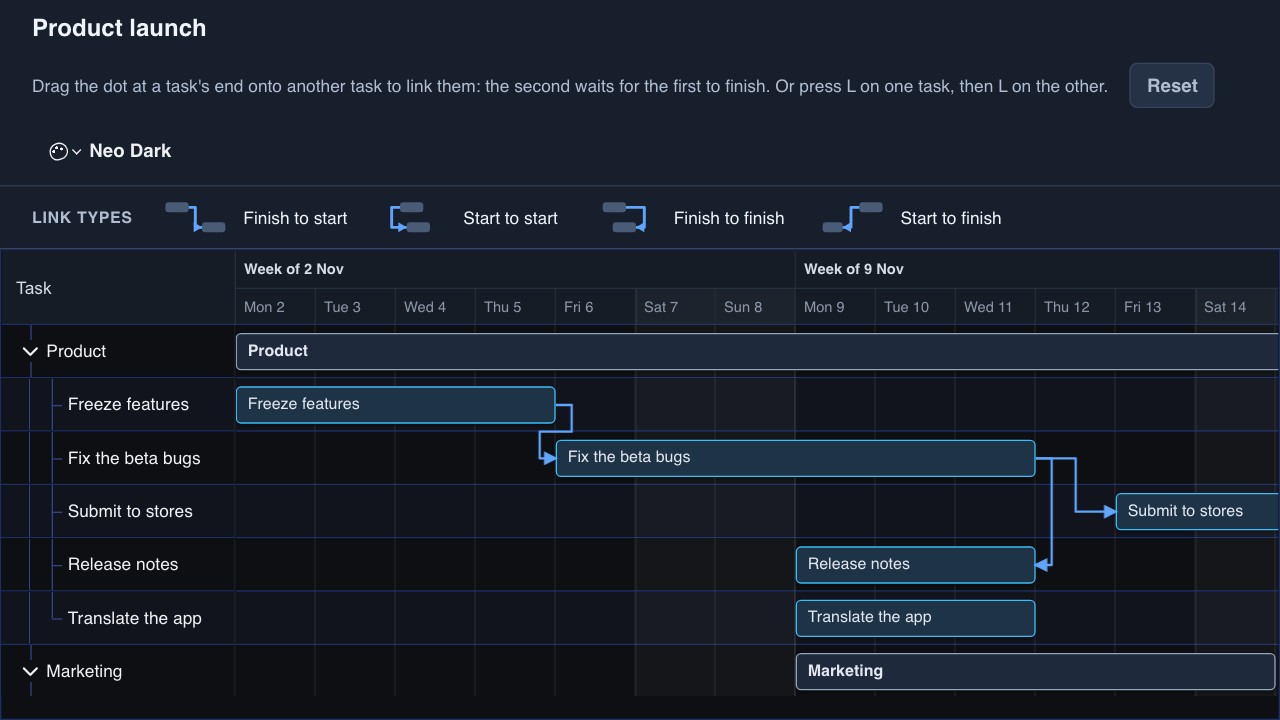 Product launch
Drag the dot at a task's end onto another task to link them: the second waits for the first to finish. Or press L on one task, then L on the other.
Reset
Neo Dark
LINK TYPES
Finish to start
Start to start
Finish to finish
Start to finish
Task
Week of 2 Nov
Week of 9 Nov
Mon 2
Tue 3
Wed 4
Thu 5
Fri 6
Sat 7
Sun 8
Mon 9
Tue 10
Wed 11
Thu 12
Fri 13
Sat 14
Product
Product
Freeze features
Freeze features
Fix the beta bugs
Fix the beta bugs
Submit to stores
Submit to stores
Release notes
Release notes
Translate the app
Translate the app
Marketing
Marketing